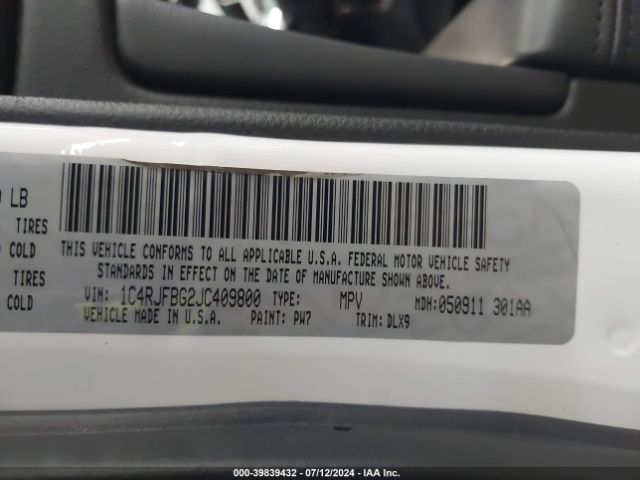 LB
TIRES
COLD
TIRES
COLD
THIS VEHICLE CONFORMS TO ALL APPLICABLE U.S.A. FEDERAL MOTOR VEHICLE SAFETY
STANDARDS IN EFFECT ON THE DATE OF MANUFACTURE SHOWN ABOVE.
VIN: 1C4RJFBG2JC409800 TYPE: MPV MDH:050911 301AA
VEHICLE MADE IN U.S.A. PAINT: PW7 TRIM: DLX9
000-39839432 - 07/12/2024 - IAA Inc.